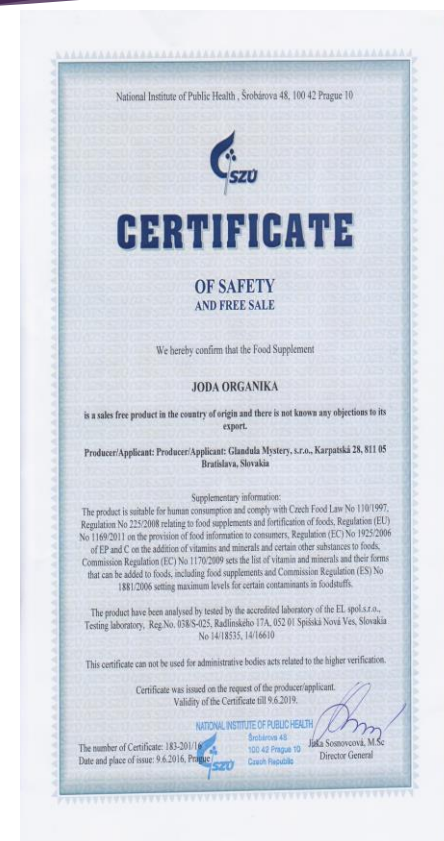 National Institute of Public Health , Šrobárova 48, 100 42 Prague 10
SZÚ
CERTIFICATE
OF SAFETY
AND FREE SALE
We hereby confirm that the Food Supplement
JODA ORGANIKA
is a sales free product in the country of origin and there is not known any objections to its
export.
Producer/Applicant: Producer/Applicant: Glandula Mystery, s.r.o., Karpatská 28, 811 05
Bratislava, Slovakia
Supplementary information:
The product is suitable for human consumption and comply with Czech Food Law No 110/1997,
Regulation No 225/2008 relating to food supplements and fortification of foods, Regulation (EU)
No 1169/2011 on the provision of food information to consumers, Regulation (EC) No 1925/2006
of EP and C on the addition of vitamins and minerals and certain other substances to foods,
Commission Regulation (EC) No 1170/2009 sets the list of vitamin and minerals and their forms
that can be added to foods, including food supplements and Commission Regulation (ES) No
1881/2006 setting maximum levels for certain contaminants in foodstuffs.
The product have been analysed by tested by the accredited laboratory of the EL spol.s.r.o.,
Testing laboratory, Reg.No. 038/S-025, Radlinského 17A, 052 01 Spišská Nová Ves, Slovakia
No 14/18535, 14/16610
This certificate can not be used for administrative bodies acts related to the higher verification.
Certificate was issued on the request of the producer/applicant.
Validity of the Certificate till 9.6.2019.
NATIONAL INSTITUTE OF PUBLIC HEALTH
Šrobárova 48
100 42 Prague 10
Czech Republic
SZÚ
The number of Certificate: 183-201/16
Date and place of issue: 9.6.2016, Prague
Jitka Sosnovcová, M.Sc
Director General